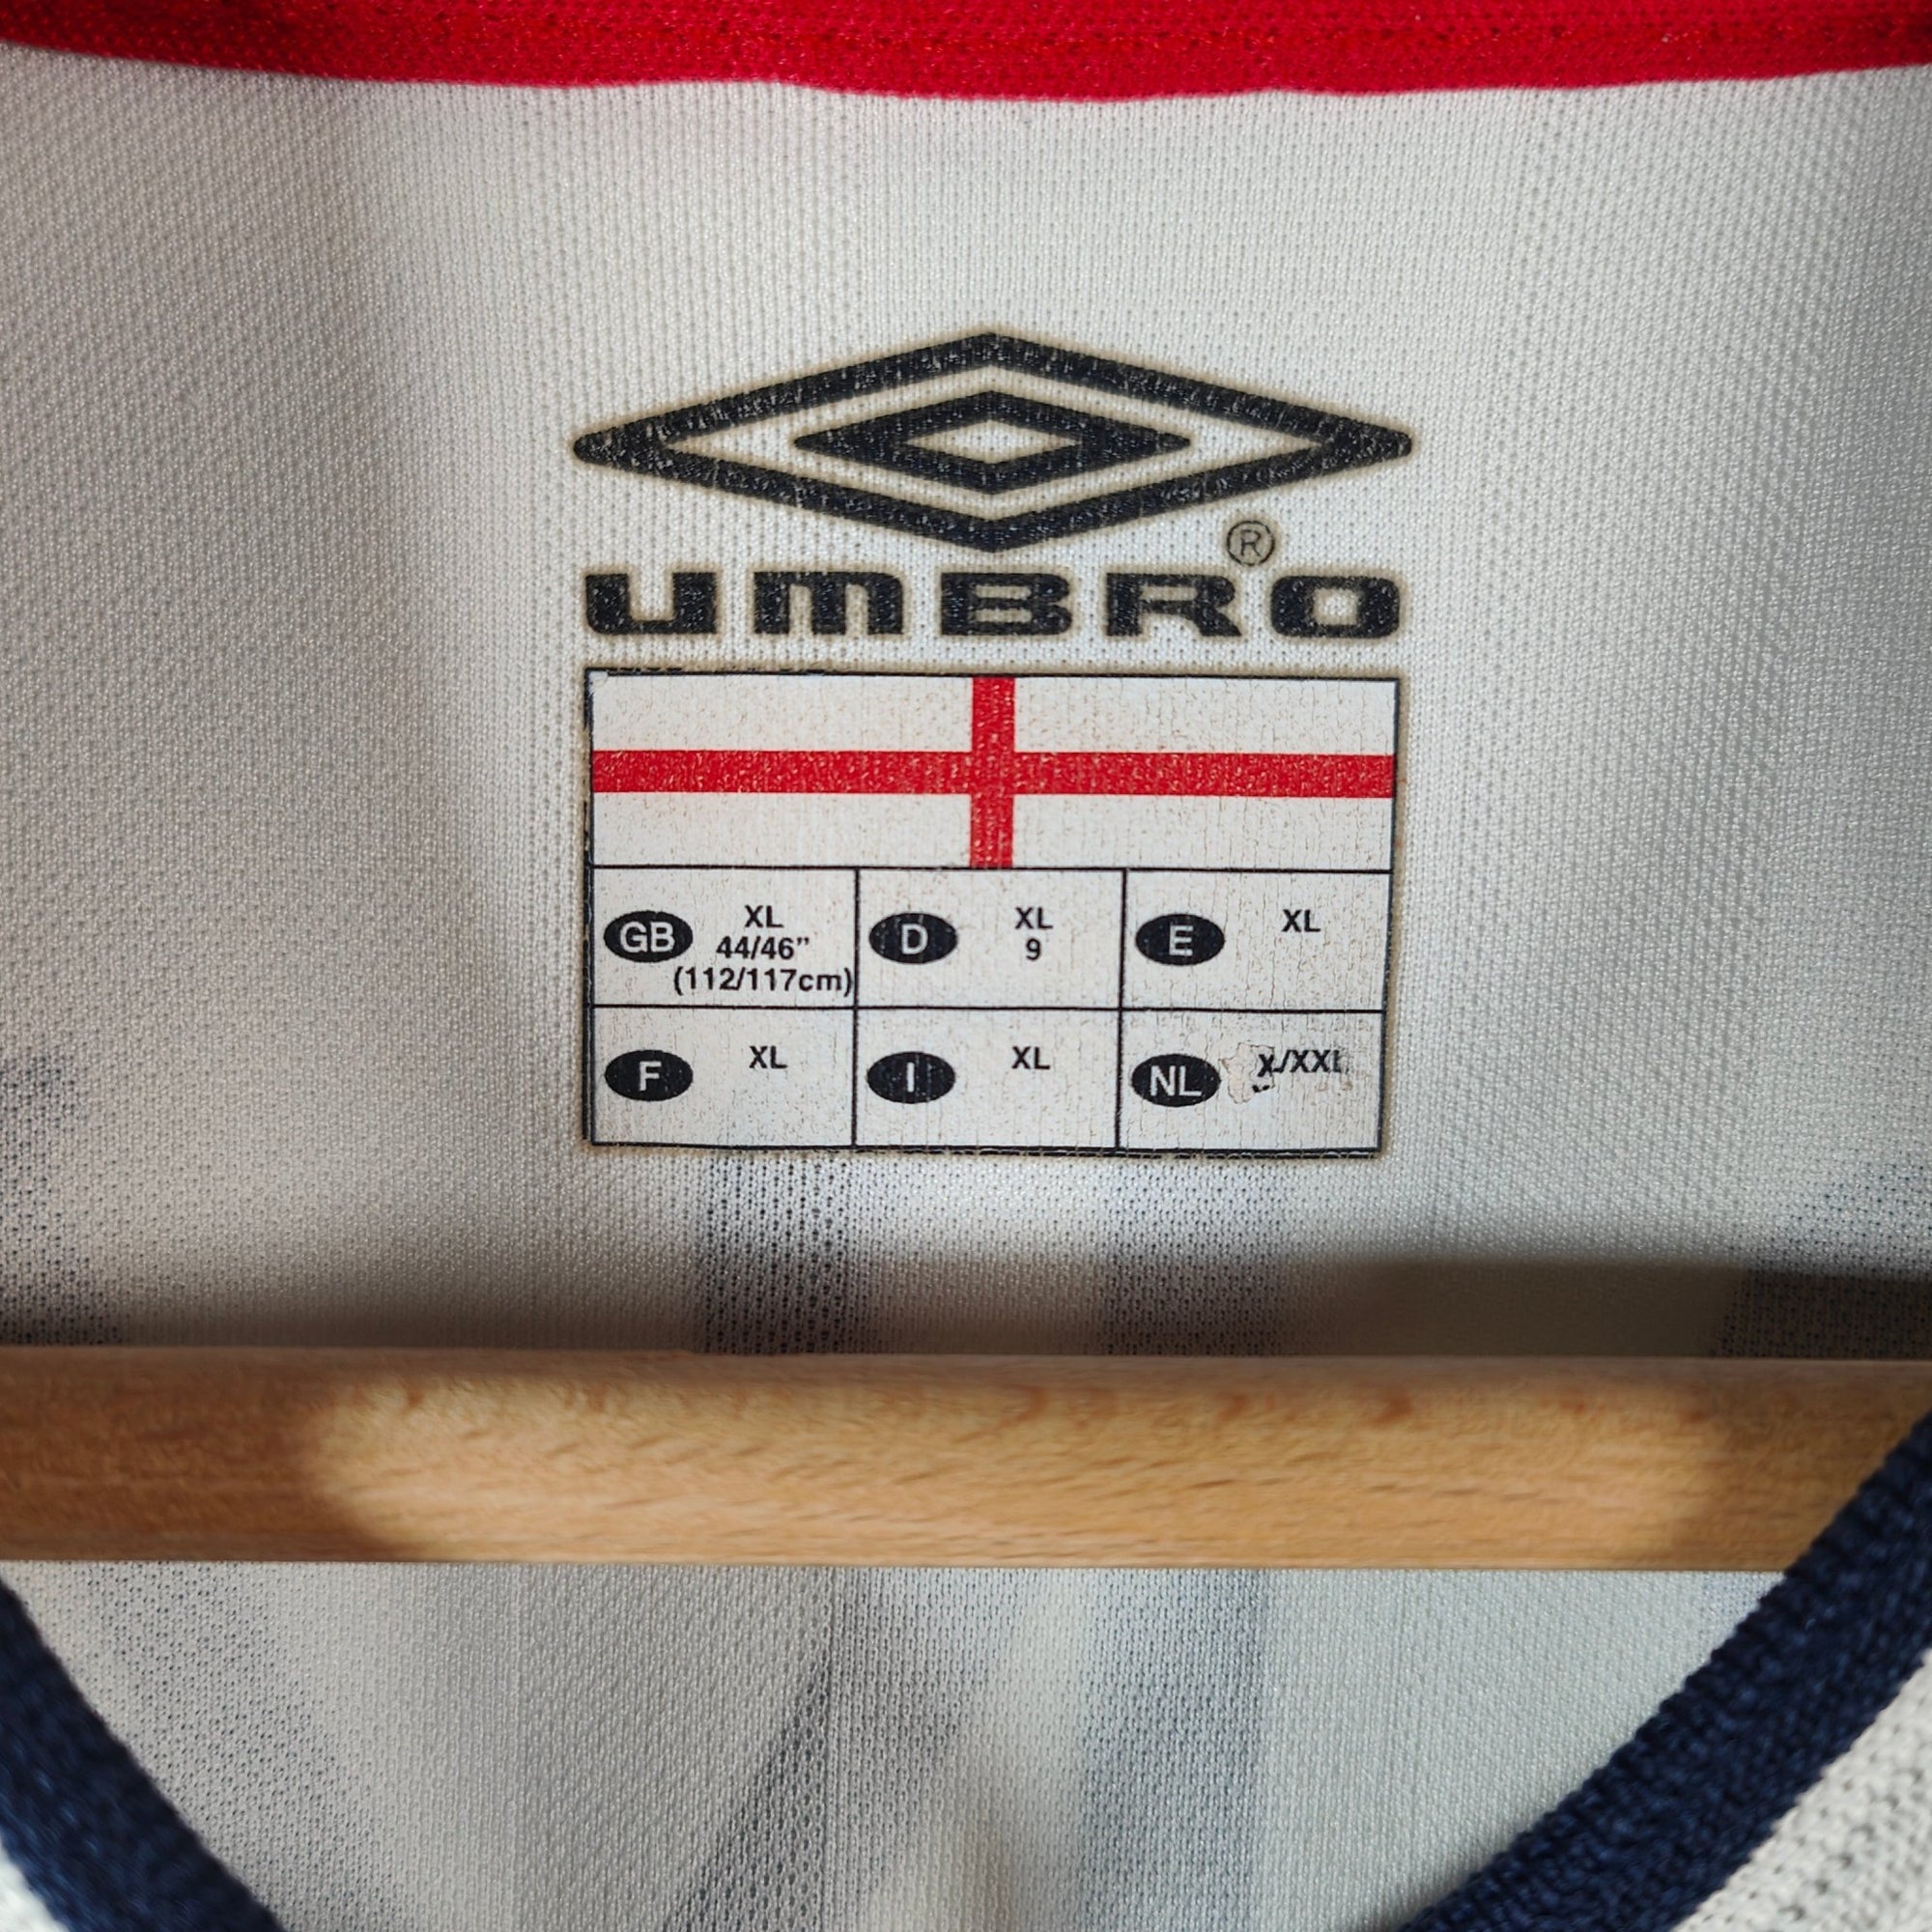 ®
UMBRO
GB XL
44/46”
(112/117cm)
D XL
9
E XL
F XL
I XL
NL